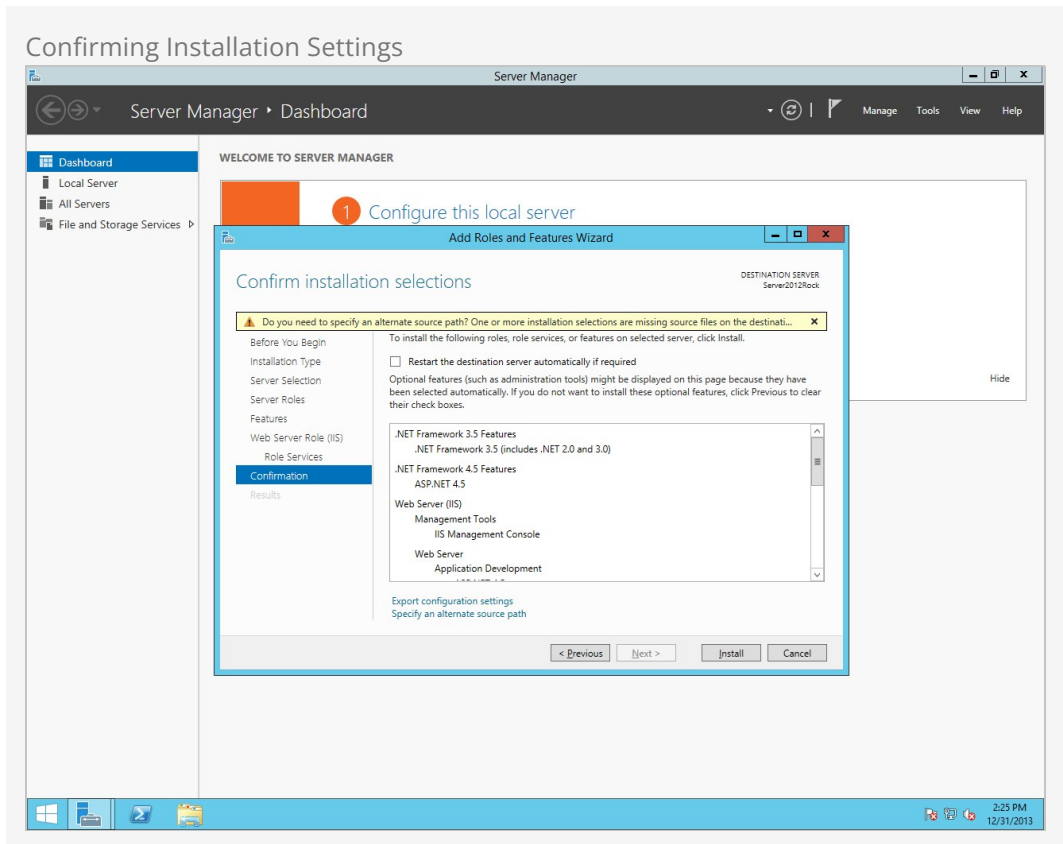 Confirming Installation Settings
Server Manager
Server Manager • Dashboard
Manage Tools View Help
Dashboard
Local Server
All Servers
File and Storage Services
WELCOME TO SERVER MANAGER
1 Configure this local server
Add Roles and Features Wizard
Confirm installation selections
DESTINATION SERVER
Server2012Rock
Do you need to specify an alternate source path? One or more installation selections are missing source files on the destinati...
Before You Begin
Installation Type
Server Selection
Server Roles
Features
Web Server Role (IIS)
Role Services
Confirmation
Results
To install the following roles, role services, or features on selected server, click Install.
Restart the destination server automatically if required
Optional features (such as administration tools) might be displayed on this page because they have
been selected automatically. If you do not want to install these optional features, click Previous to clear
their check boxes.
.NET Framework 3.5 Features
.NET Framework 3.5 (includes .NET 2.0 and 3.0)
.NET Framework 4.5 Features
ASP.NET 4.5
Web Server (IIS)
Management Tools
IIS Management Console
Web Server
Application Development
Export configuration settings
Specify an alternate source path
< Previous Next > Install Cancel
Hide
2:25 PM
12/31/2013